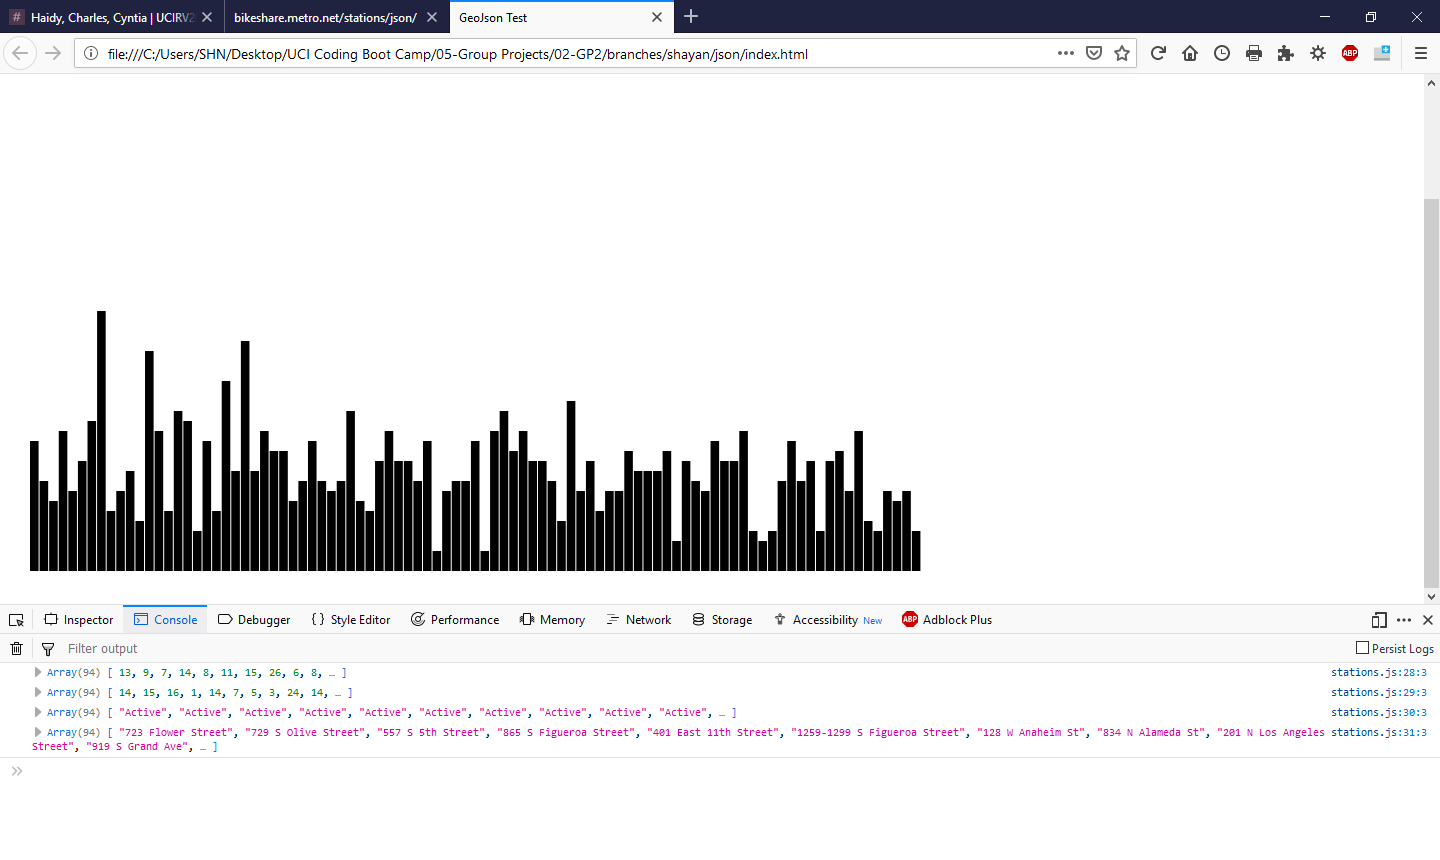 Haidy, Charles, Cyntia | UCIRV2
bikeshare.metro.net/stations/json/
GeoJson Test
file:///C:/Users/SHN/Desktop/UCI Coding Boot Camp/05-Group Projects/02-GP2/branches/shayan/json/index.html
ABP
Inspector
Console
Debugger
Style Editor
Performance
Memory
Network
Storage
Accessibility New
ABP Adblock Plus
Filter output
Persist Logs
Array(94) [ 13, 9, 7, 14, 8, 11, 15, 26, 6, 8, … ] stations.js:28:3
Array(94) [ 14, 15, 16, 1, 14, 7, 5, 3, 24, 14, … ] stations.js:29:3
Array(94) [ "Active", "Active", "Active", "Active", "Active", "Active", "Active", "Active", "Active", "Active", … ] stations.js:30:3
Array(94) [ "723 Flower Street", "729 S Olive Street", "557 S 5th Street", "865 S Figueroa Street", "401 East 11th Street", "1259-1299 S Figueroa Street", "128 W Anaheim St", "834 N Alameda St", "201 N Los Angeles stations.js:31:3
Street", "919 S Grand Ave", … ]